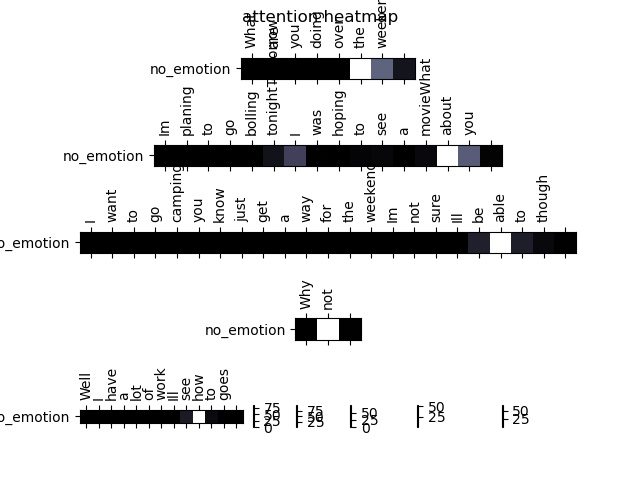 attention heatmap
What are you doing over the weekend
no_emotion
Im planing to go bolling tonight I was hoping to see a movieWhat about you
no_emotion
I want to go camping you know just get a way for the weekend Im not sure Ill be able to though
no_emotion
Why not
no_emotion
Well I have a lot of work Ill see how to goes
no_emotion
75 50 25 0
75 50 25
50 25 0
50 25
50 25